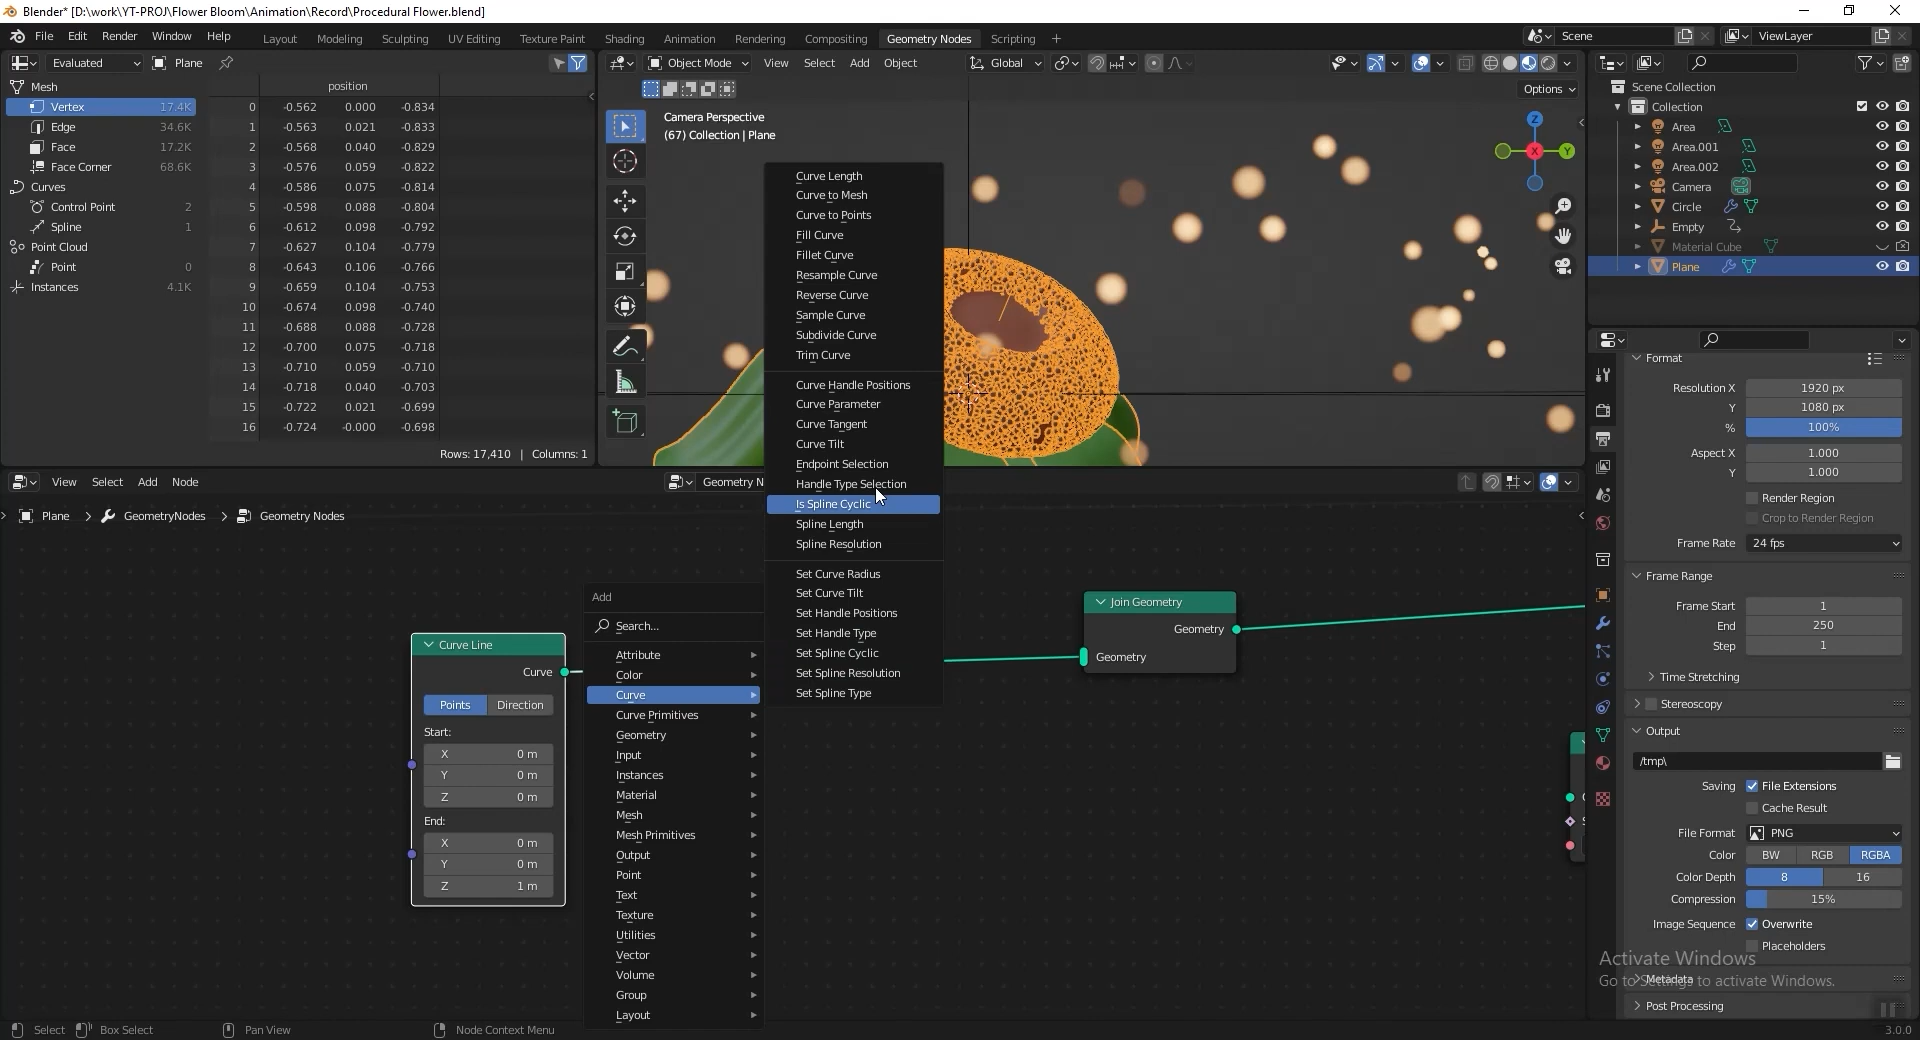 Blender* [D:\work\YT-PROJ\Flower Bloom\Animation\Record\Procedural Flower.blend]
File Edit Render Window Help
Layout Modeling Sculpting UV Editing Texture Paint Shading Animation Rendering Compositing Geometry Nodes Scripting +
Scene
ViewLayer
Evaluated
Plane
Mesh
Vertex 17.4K
Edge 34.6K
Face 17.2K
Face Corner 68.6K
Curves
Control Point 2
Spline 1
Point Cloud
Point 0
Instances 4.1K
position
0 -0.562 0.000 -0.834
1 -0.563 0.021 -0.833
2 -0.568 0.040 -0.829
3 -0.576 0.059 -0.822
4 -0.586 0.075 -0.814
5 -0.598 0.088 -0.804
6 -0.612 0.098 -0.792
7 -0.627 0.104 -0.779
8 -0.643 0.106 -0.766
9 -0.659 0.104 -0.753
10 -0.674 0.098 -0.740
11 -0.688 0.088 -0.728
12 -0.700 0.075 -0.718
13 -0.710 0.059 -0.710
14 -0.718 0.040 -0.703
15 -0.722 0.021 -0.699
16 -0.724 -0.000 -0.698
Rows: 17,410 | Columns: 1
Object Mode View Select Add Object
Global
Options
Camera Perspective
(67) Collection | Plane
Z
X
Y
Curve Length
Curve to Mesh
Curve to Points
Fill Curve
Fillet Curve
Resample Curve
Reverse Curve
Sample Curve
Subdivide Curve
Trim Curve
Curve Handle Positions
Curve Parameter
Curve Tangent
Curve Tilt
Endpoint Selection
Handle Type Selection
Is Spline Cyclic
Spline Length
Spline Resolution
Set Curve Radius
Set Curve Tilt
Set Handle Positions
Set Handle Type
Set Spline Cyclic
Set Spline Resolution
Set Spline Type
View Select Add Node
Geometry N
Plane > GeometryNodes > Geometry Nodes
Curve Line
Curve
Points Direction
Start:
X 0 m
Y 0 m
Z 0 m
End:
X 0 m
Y 0 m
Z 1 m
Add
Search...
Attribute
Color
Curve
Curve Primitives
Geometry
Input
Instances
Material
Mesh
Mesh Primitives
Output
Point
Text
Texture
Utilities
Vector
Volume
Group
Layout
Join Geometry
Geometry
Geometry
Scene Collection
Collection
Area
Area.001
Area.002
Camera
Circle
Empty
Material Cube
Plane
Format
Resolution X 1920 px
Y 1080 px
% 100%
Aspect X 1.000
Y 1.000
Render Region
Crop to Render Region
Frame Rate 24 fps
Frame Range
Frame Start 1
End 250
Step 1
Time Stretching
Stereoscopy
Output
/tmp\
Saving File Extensions
Cache Result
File Format PNG
Color BW RGB RGBA
Color Depth 8 16
Compression 15%
Image Sequence Overwrite
Placeholders
Metadata
Post Processing
Activate Windows
Go to Settings to activate Windows.
Select Box Select Pan View Node Context Menu
3.0.0